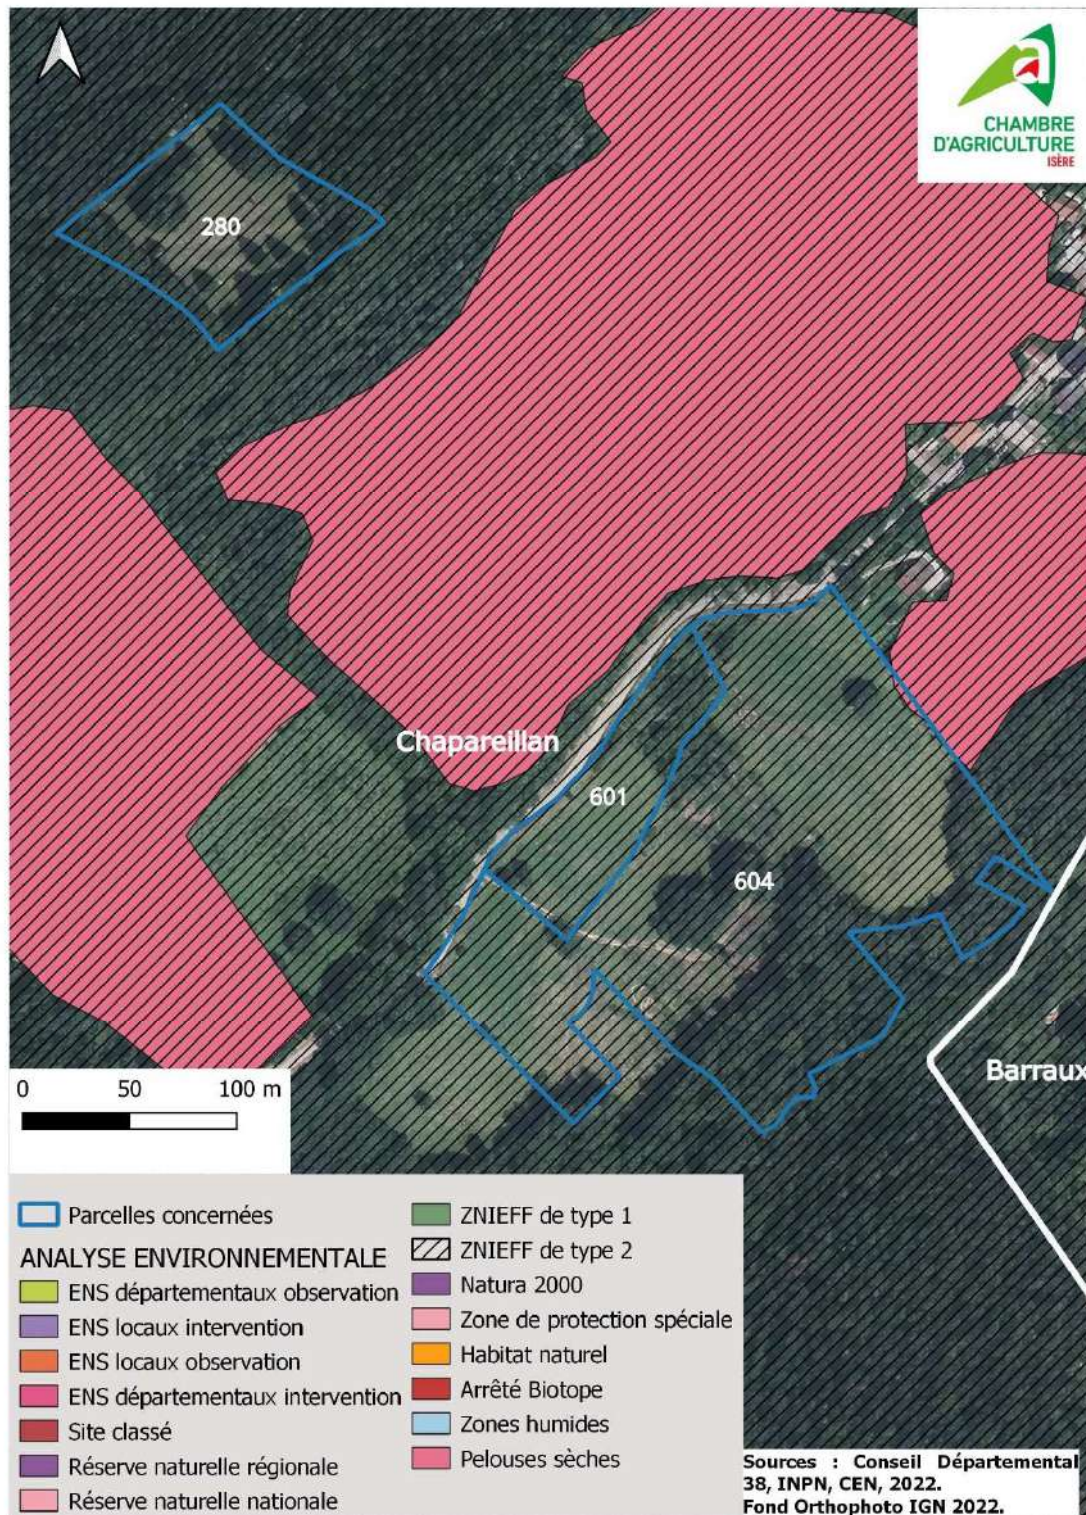 CHAMBRE
D'AGRICULTURE
ISÈRE
280
Chapareillan
601
604
Barraux
0 50 100 m
Parcelles concernées
ANALYSE ENVIRONNEMENTALE
ENS départementaux observation
ENS locaux intervention
ENS locaux observation
ENS départementaux intervention
Site classé
Réserve naturelle régionale
Réserve naturelle nationale
ZNIEFF de type 1
ZNIEFF de type 2
Natura 2000
Zone de protection spéciale
Habitat naturel
Arrêté Biotope
Zones humides
Pelouses sèches
Sources : Conseil Départemental
38, INPN, CEN, 2022.
Fond Orthophoto IGN 2022.